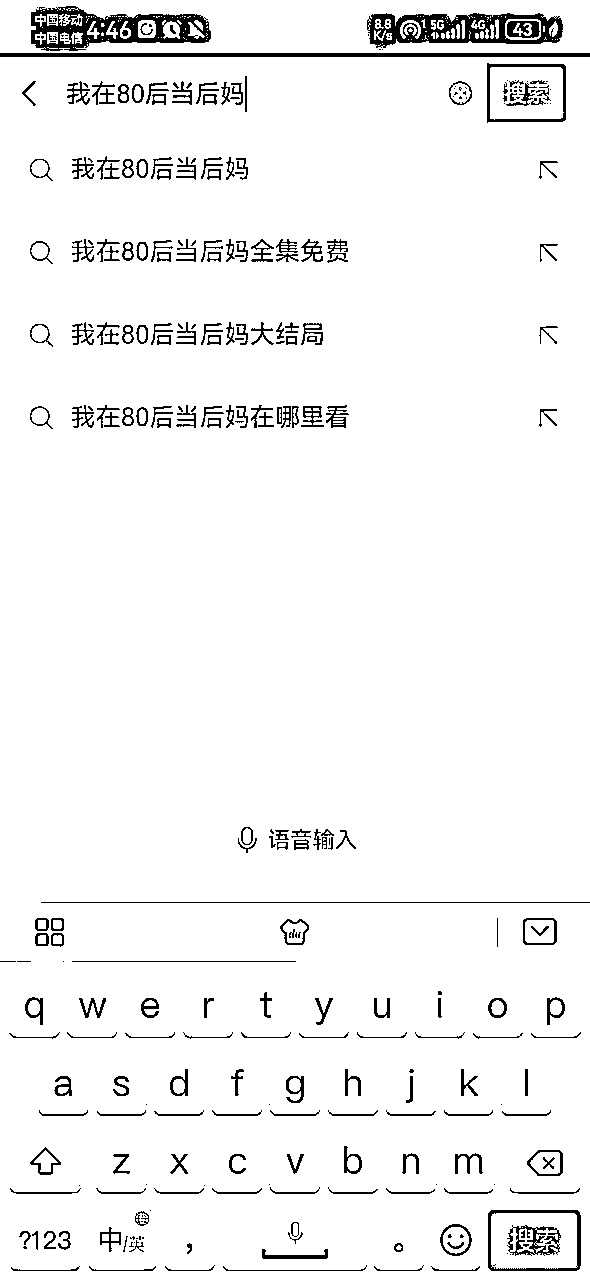 中国移动 4:46 8.8 K/s 5G 4G 43
中国电信
我在80后当后妈 搜索
我在80后当后妈
我在80后当后妈全集免费
我在80后当后妈大结局
我在80后当后妈在哪里看
语音输入
du
q w e r t y u i o p
a s d f g h j k l
z x c v b n m
?123 中/英 ， 。 搜索